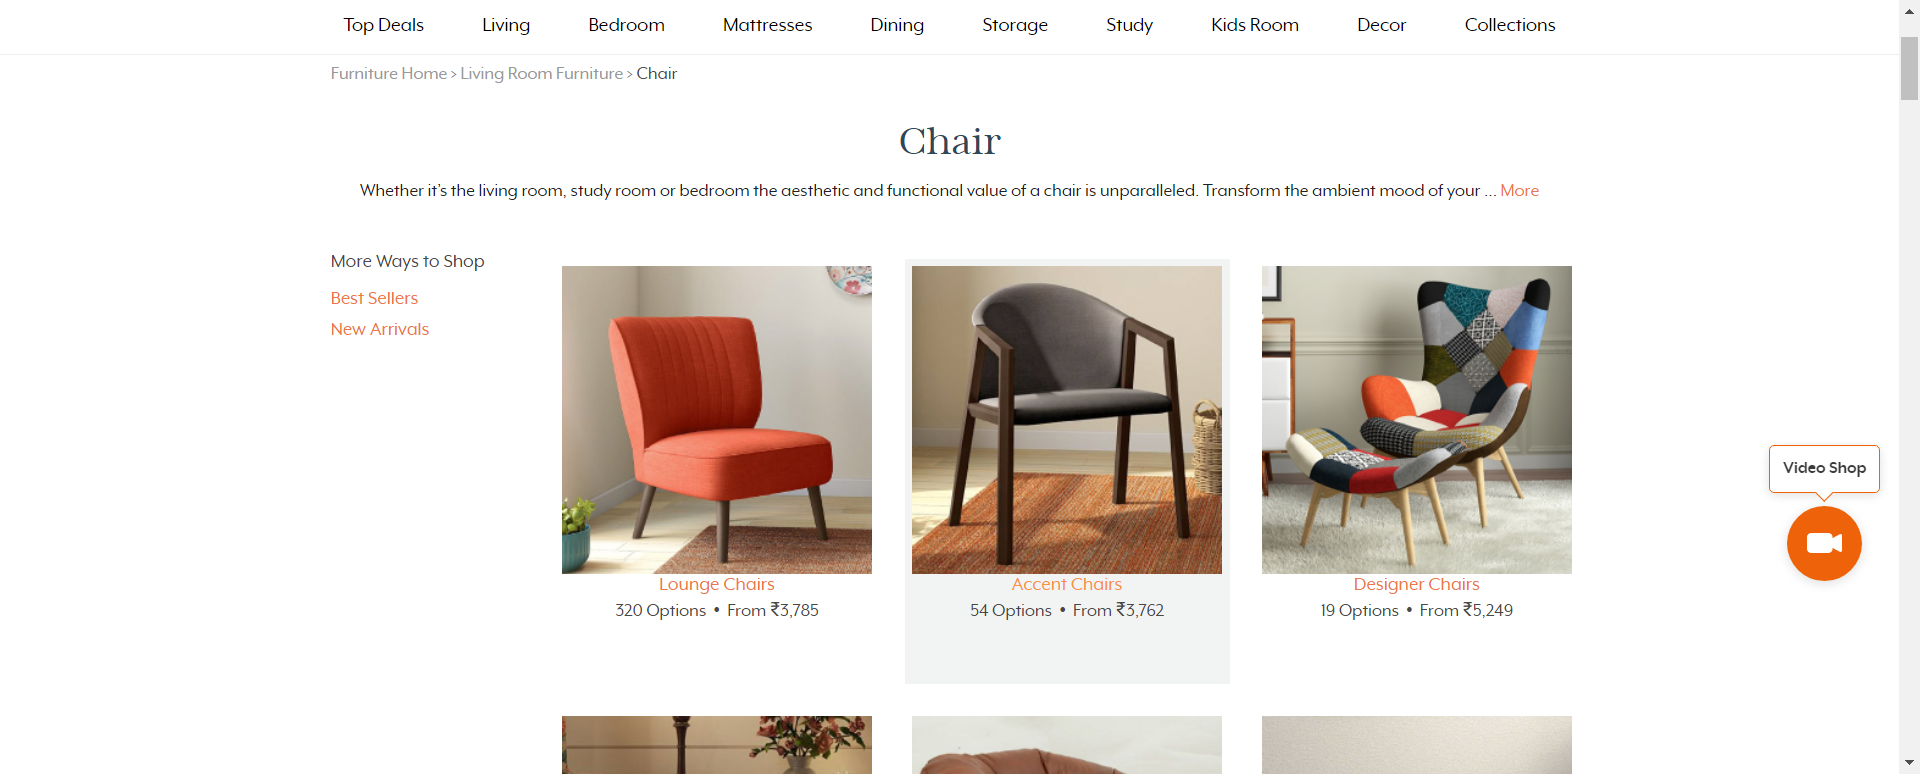 Top Deals Living Bedroom Mattresses Dining Storage Study Kids Room Decor Collections
Furniture Home > Living Room Furniture > Chair
Chair
Whether it's the living room, study room or bedroom the aesthetic and functional value of a chair is unparalleled. Transform the ambient mood of your ... More
More Ways to Shop
Best Sellers
New Arrivals
Lounge Chairs
320 Options • From ₹3,785
Accent Chairs
54 Options • From ₹3,762
Designer Chairs
19 Options • From ₹5,249
Video Shop